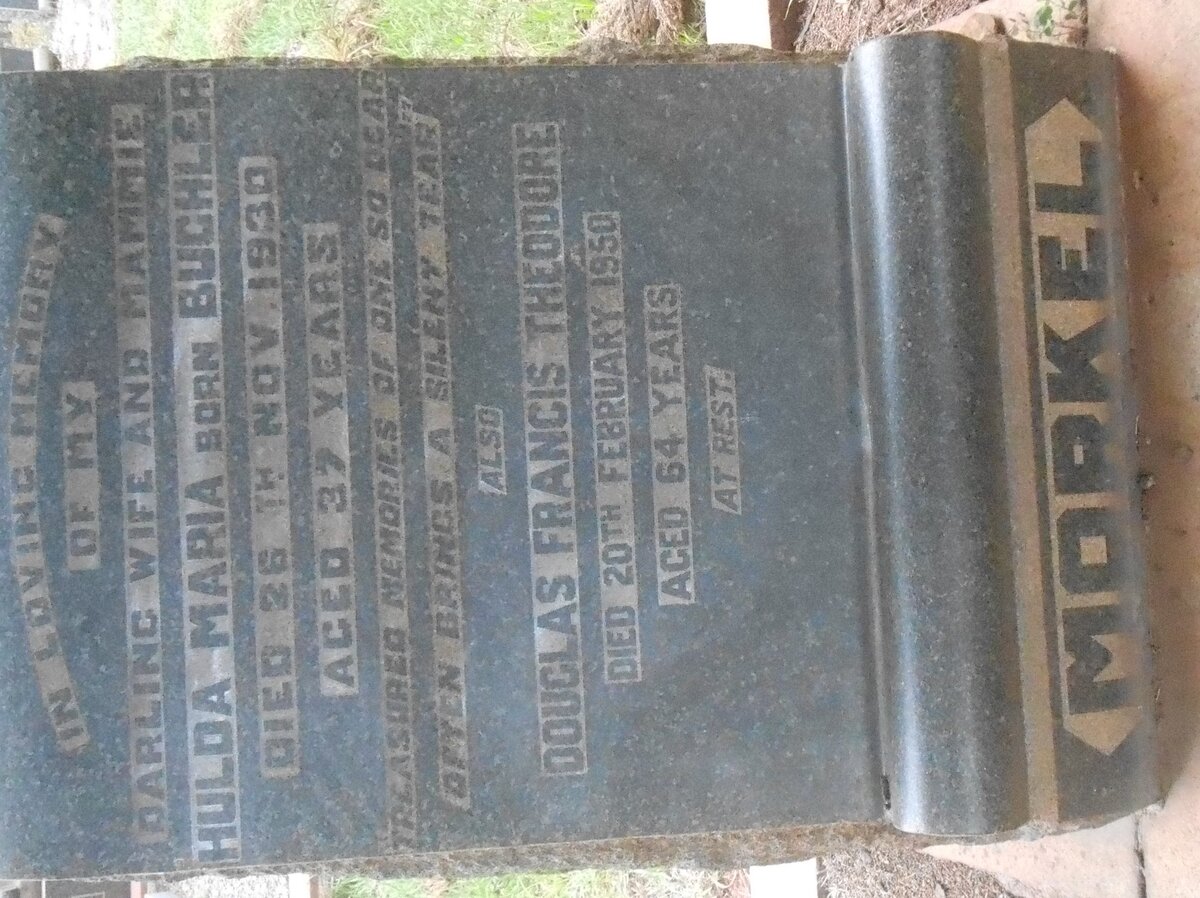 IN LOVING MEMORY
OF MY
DARLING WIFE AND MAMMIE
HULDA MARIA BORN BUCHLER
DIED 26TH NOV. 1930
AGED 37 YEARS
TREASURED MEMORIES OF ONE SO DEAR
OFTEN BRINGS A SILENT TEAR
ALSO
DOUGLAS FRANCIS THEODORE
DIED 20TH FEBRUARY 1950
AGED 64 YEARS
AT REST.
MORKEL